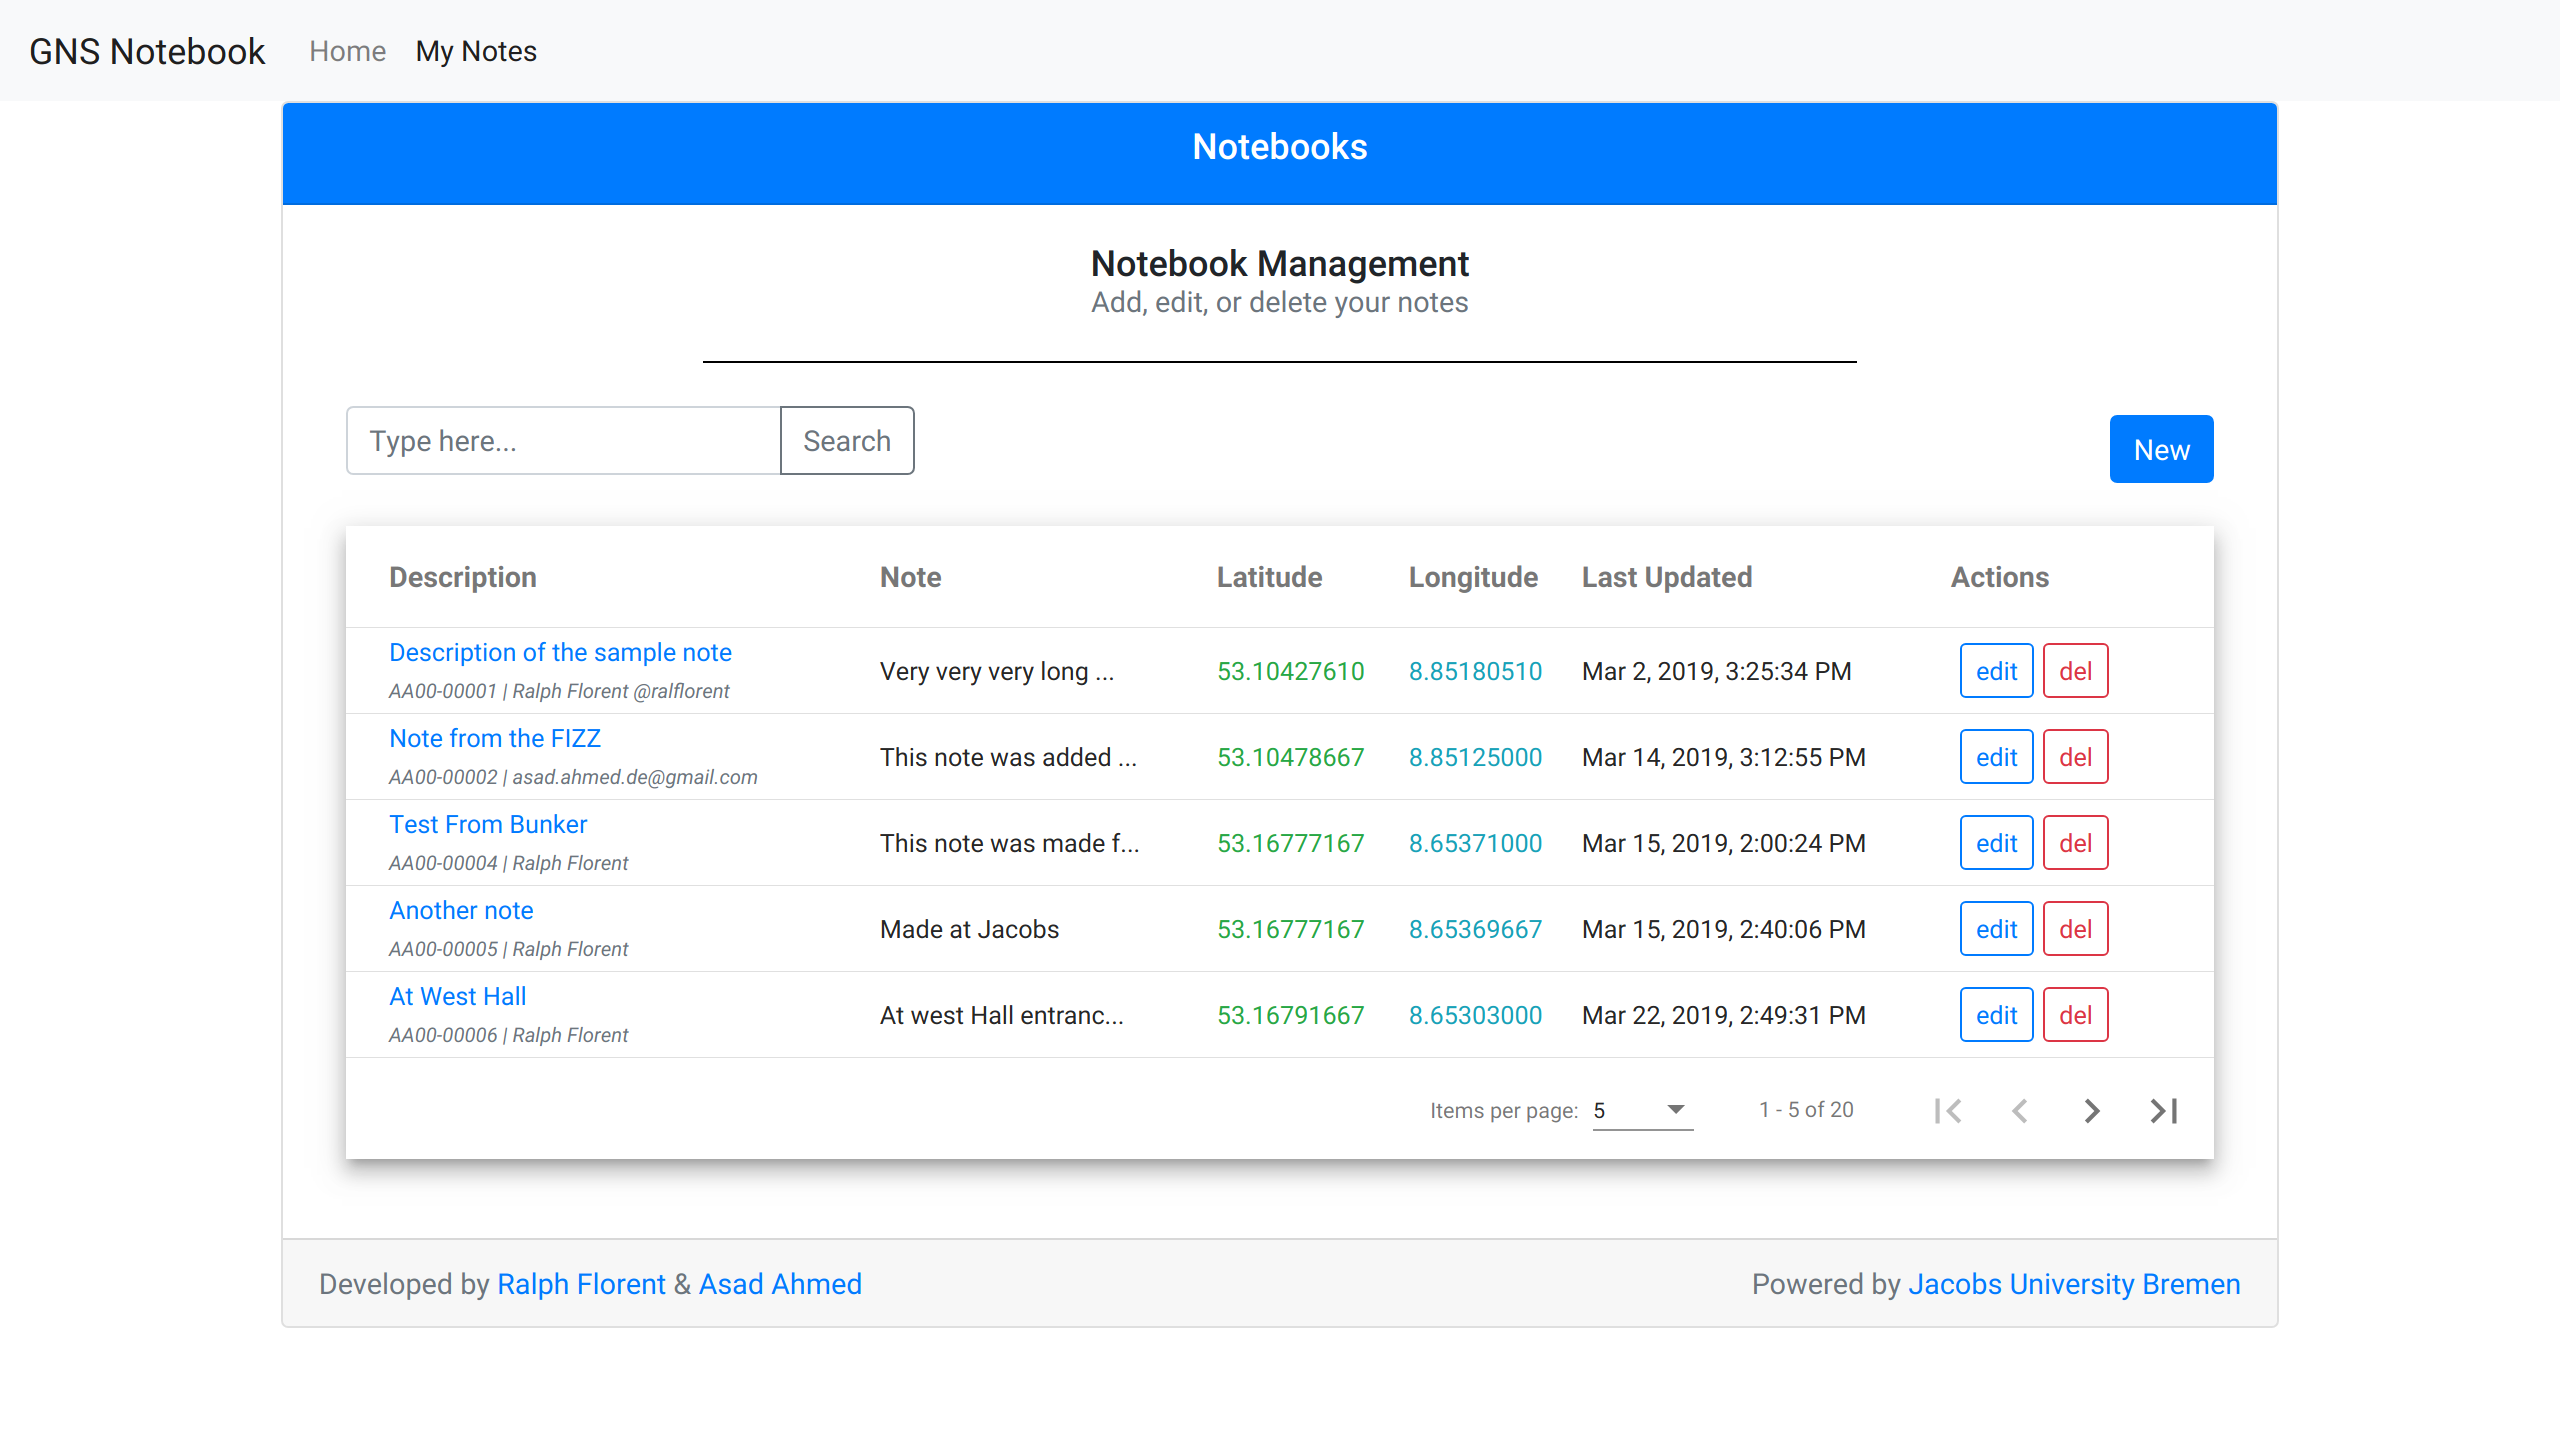 GNS Notebook Home My Notes
Notebooks
Notebook Management
Add, edit, or delete your notes
Type here... Search
New
Description Note Latitude Longitude Last Updated Actions
Description of the sample note
AA00-00001 | Ralph Florent @ralflorent
Very very very long ... 53.10427610 8.85180510 Mar 2, 2019, 3:25:34 PM edit del
Note from the FIZZ
AA00-00002 | asad.ahmed.de@gmail.com
This note was added ... 53.10478667 8.85125000 Mar 14, 2019, 3:12:55 PM edit del
Test From Bunker
AA00-00004 | Ralph Florent
This note was made f... 53.16777167 8.65371000 Mar 15, 2019, 2:00:24 PM edit del
Another note
AA00-00005 | Ralph Florent
Made at Jacobs 53.16777167 8.65369667 Mar 15, 2019, 2:40:06 PM edit del
At West Hall
AA00-00006 | Ralph Florent
At west Hall entranc... 53.16791667 8.65303000 Mar 22, 2019, 2:49:31 PM edit del
Items per page: 5 1 - 5 of 20
Developed by Ralph Florent & Asad Ahmed
Powered by Jacobs University Bremen